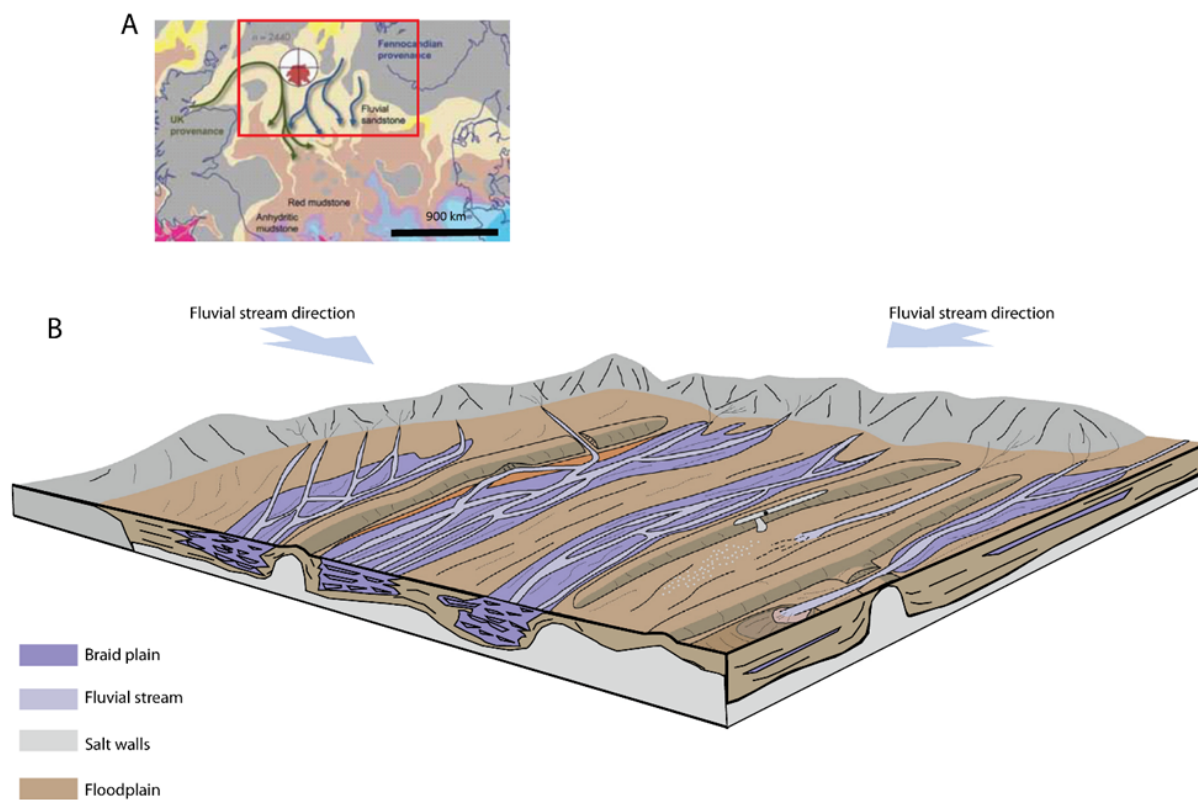 A
n = 2440
Fennocandian
provenance
UK
provenance
Fluvial
sandstone
Red mudstone
Anhydritic
mudstone
900 km
B
Fluvial stream direction
Fluvial stream direction
Braid plain
Fluvial stream
Salt walls
Floodplain